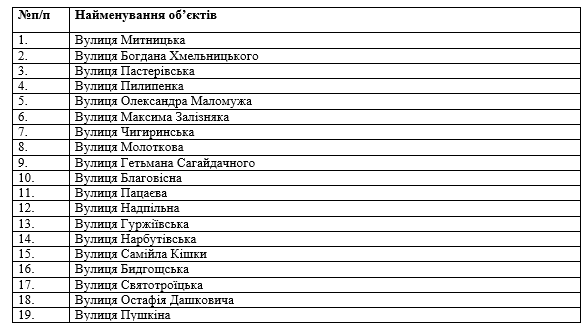 №п/п Найменування об’єктів
1. Вулиця Митницька
2. Вулиця Богдана Хмельницького
3. Вулиця Пастерівська
4. Вулиця Пилипенка
5. Вулиця Олександра Маломужа
6. Вулиця Максима Залізняка
7. Вулиця Чигиринська
8. Вулиця Молоткова
9. Вулиця Гетьмана Сагайдачного
10. Вулиця Благовісна
11. Вулиця Пацаєва
12. Вулиця Надпільна
13. Вулиця Гуржіївська
14. Вулиця Нарбутівська
15. Вулиця Самійла Кішки
16. Вулиця Бидгощська
17. Вулиця Святотроїцька
18. Вулиця Остафія Дашковича
19. Вулиця Пушкіна